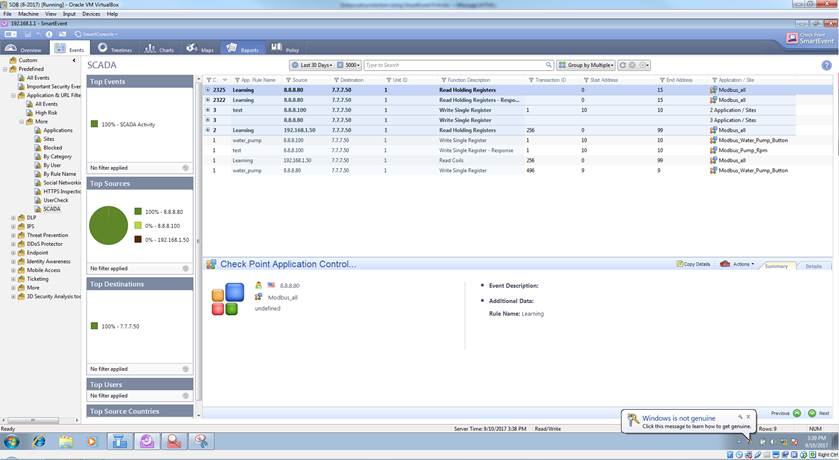 SDB (8-2017) [Running] - Oracle VM VirtualBox
File Machine View Input Devices Help
192.168.1.1 - SmartEvent
SCADA
Overview Events Timelines Charts Maps Reports Policy
Check Point
SmartEvent
Custom
All Events
Predefined
All Events
Important Security Ever
Application & URL Filte
All Events
High Risk
More
Applications
Sites
Blocked
By Category
By User
By Rule Name
Social Networkin
HTTPS Inspectio
UserCheck
SCADA
DLP
IPS
Threat Prevention
DDoS Protector
Endpoint
Identity Awareness
Mobile Access
Ticketing
More
3D Security Analysis tool
SCADA
Last 30 Days 5000 Type to Search Group by Multiple
Top Events
100% - SCADA Activity
No filter applied
Top Sources
100% - 8.8.8.80
0% - 8.8.8.100
0% - 192.168.1.50
No filter applied
Top Destinations
100% - 7.7.7.50
No filter applied
Top Users
No filter applied
Top Source Countries
C... App. Rule Name Source Destination Unit ID Function Description Transaction ID Start Address End Address Application / Site
2325 Learning 8.8.8.80 7.7.7.50 1 Read Holding Registers 0 15 Modbus_all
2322 Learning 8.8.8.80 7.7.7.50 1 Read Holding Registers - Respo... 0 15 Modbus_all
3 test 8.8.8.100 7.7.7.50 1 Write Single Register 1 10 10 2 Application / Sites
3 8.8.8.80 7.7.7.50 1 Write Single Register 3 Application / Sites
2 Learning 192.168.1.50 7.7.7.50 1 Read Holding Registers 256 0 99 Modbus_all
1 water_pump 8.8.8.100 7.7.7.50 1 Write Single Register 1 10 10 Modbus_Water_Pump_Button
1 test 8.8.8.100 7.7.7.50 1 Write Single Register - Response 1 10 10 Modbus_Pump_Rpm
1 Learning 192.168.1.50 7.7.7.50 1 Read Coils 256 0 99 Modbus_all
1 water_pump 8.8.8.80 7.7.7.50 1 Write Single Register 496 9 9 Modbus_Water_Pump_Button
Check Point Application Control... Copy Details Actions Summary Details
8.8.8.80
Modbus_all
undefined
Event Description:
Additional Data:
Rule Name: Learning
Windows is not genuine
Click this message to learn how to get genuine.
Previous Next
Ready Server Time: 9/10/2017 3:38 PM Read/Write Rows: 9 NUM
3:39 PM
9/10/2017
Right Ctrl